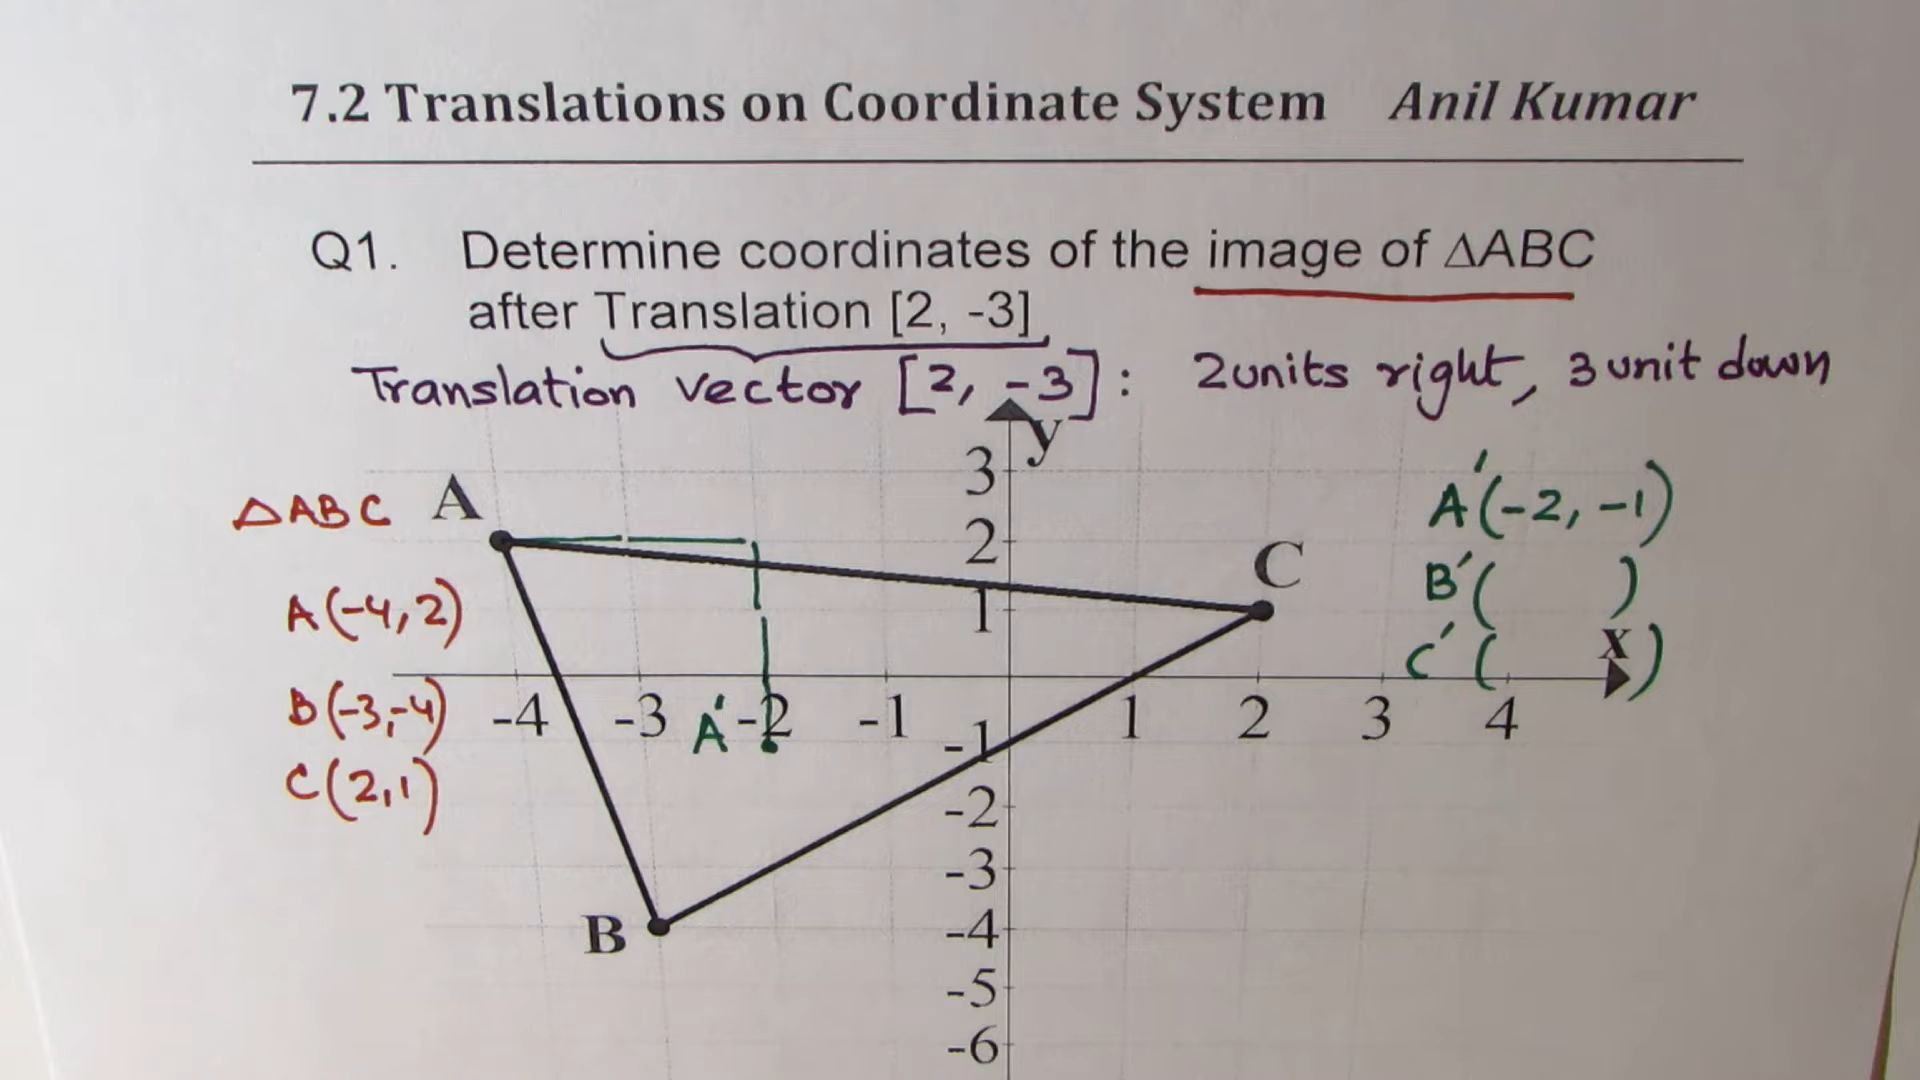 7.2 Translations on Coordinate System Anil Kumar
Q1. Determine coordinates of the image of ΔABC
after Translation [2, -3]
Translation vector [2, -3] : 2units right, 3 unit down
y
3
A'(-2, -1)
ΔABC A
2
C
B'( )
A(-4,2)
1
C'( )
x
B(-3,-4)
-4 -3 A' -2 -1 1 2 3 4
-1
C(2,1)
-2
-3
B
-4
-5
-6